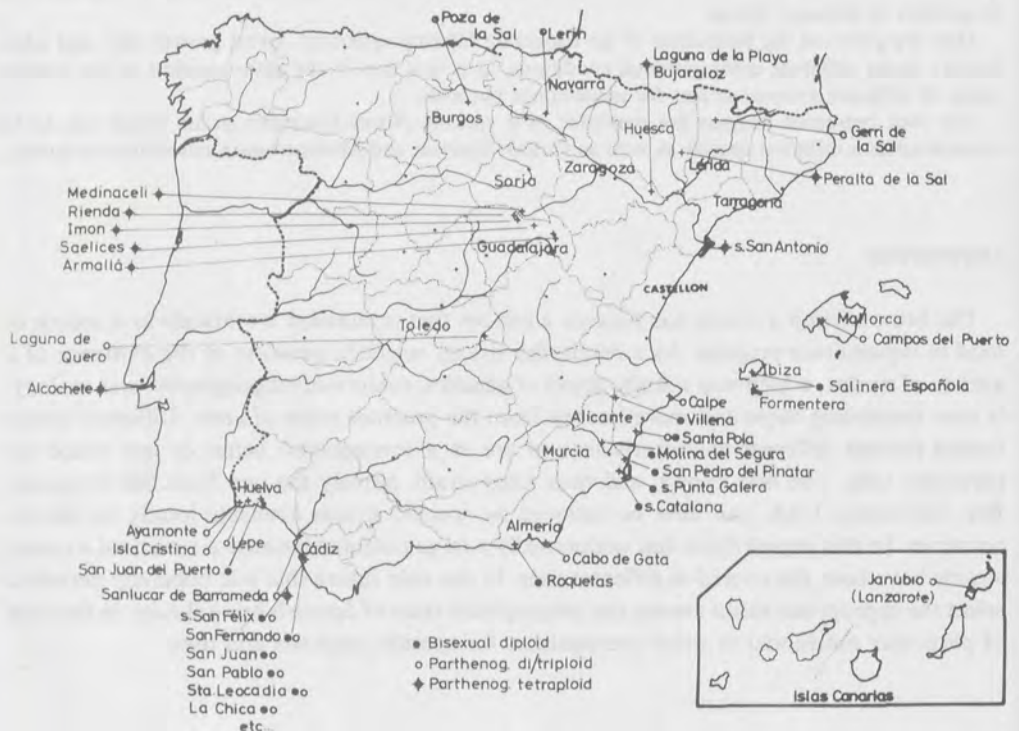 Poza de
la Sal
Lerín
Laguna de la Playa
Bujaraloz
Navarra
Burgos
Huesca
Gerri de
la Sal
Soria
Zaragoza
Lérida
Peralta de la Sal
Tarragona
Medinaceli
Rienda
Imon
Saelices
Armallá
Guadalajara
s.San Antonio
CASTELLON
Mallorca
Campos del Puerto
Toledo
Laguna de
Quero
Alcochete
Ibiza
Salinera Española
Formentera
Calpe
Villena
Alicante
Santa Pola
Murcia
Molina del Segura
San Pedro del Pinatar
s.Punta Galera
s.Catalana
Huelva
Almería
Ayamonte
Isla Cristina
Lepe
Cádiz
Cabo de Gata
San Juan del Puerto
Roquetas
Sanlucar de Barrameda
s.San Felix
San Fernando
San Juan
San Pablo
Sta. Leocadia
La Chica
etc.
Bisexual diploid
Parthenog. di/triploid
Parthenog. tetraploid
Janubio
(Lanzarote)
Islas Canarias